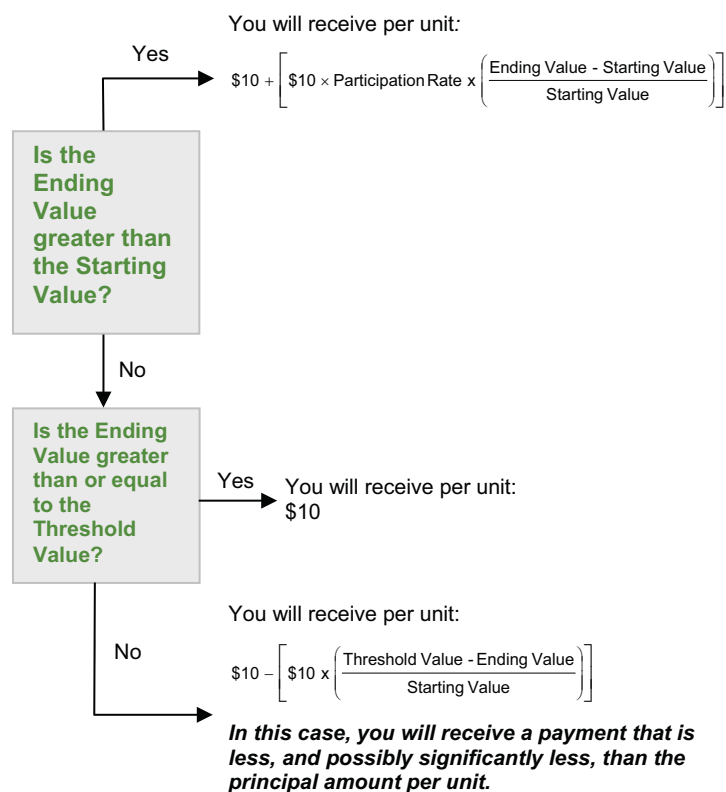 You will receive per unit:
Yes
$10 + [ $10 × Participation Rate x ( Ending Value - Starting Value / Starting Value ) ]
Is the
Ending
Value
greater than
the Starting
Value?
No
Is the Ending
Value greater
than or equal
to the
Threshold
Value?
Yes
You will receive per unit:
$10
You will receive per unit:
No
$10 − [ $10 x ( Threshold Value - Ending Value / Starting Value ) ]
In this case, you will receive a payment that is
less, and possibly significantly less, than the
principal amount per unit.